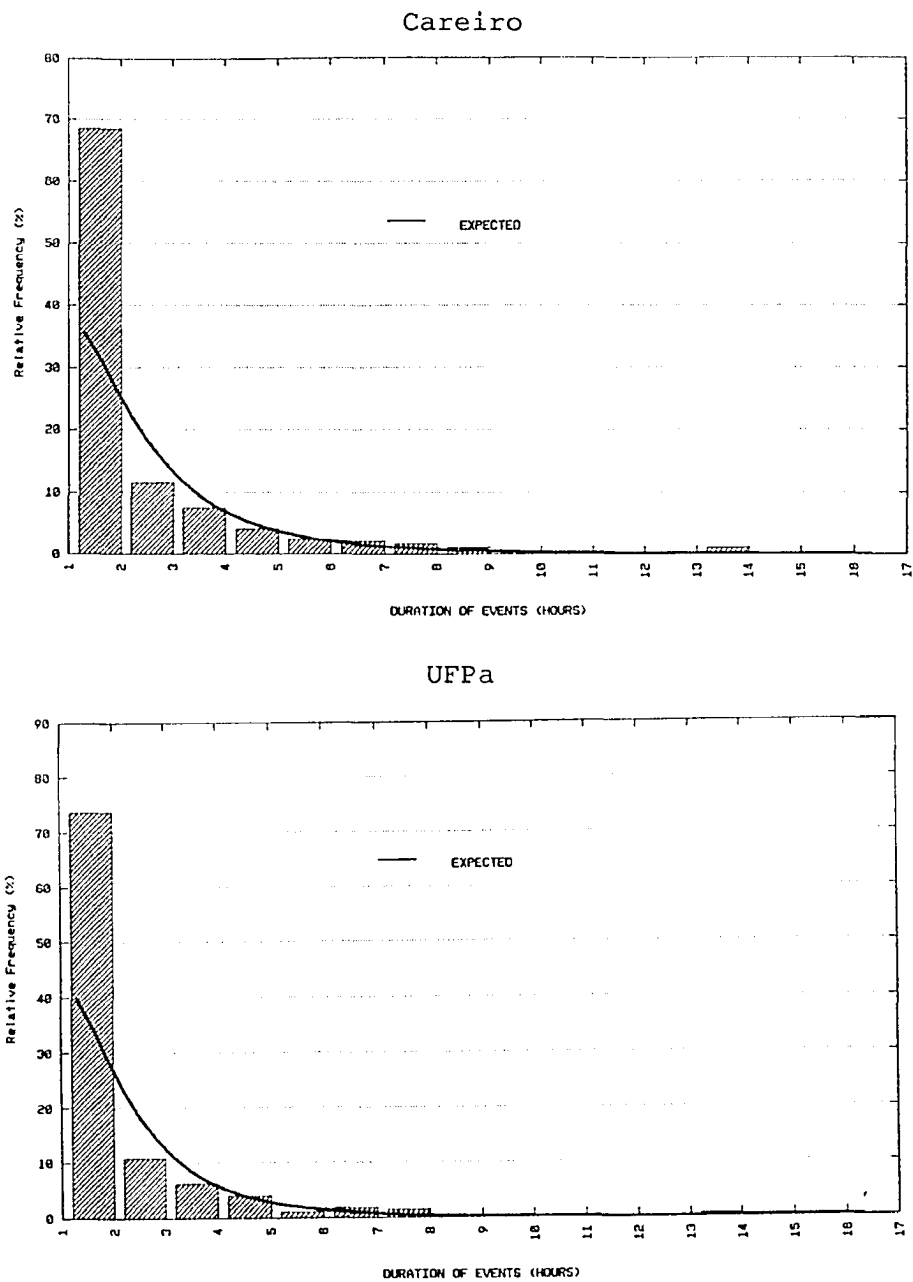 Careiro
80
70
60
50
40
30
20
10
0
Relative Frequency (%)
EXPECTED
1 2 3 4 5 6 7 8 9 10 11 12 13 14 15 16 17
DURATION OF EVENTS (HOURS)
UFPa
90
80
70
60
50
40
30
20
10
0
Relative Frequency (%)
EXPECTED
1 2 3 4 5 6 7 8 9 10 11 12 13 14 15 16 17
DURATION OF EVENTS (HOURS)